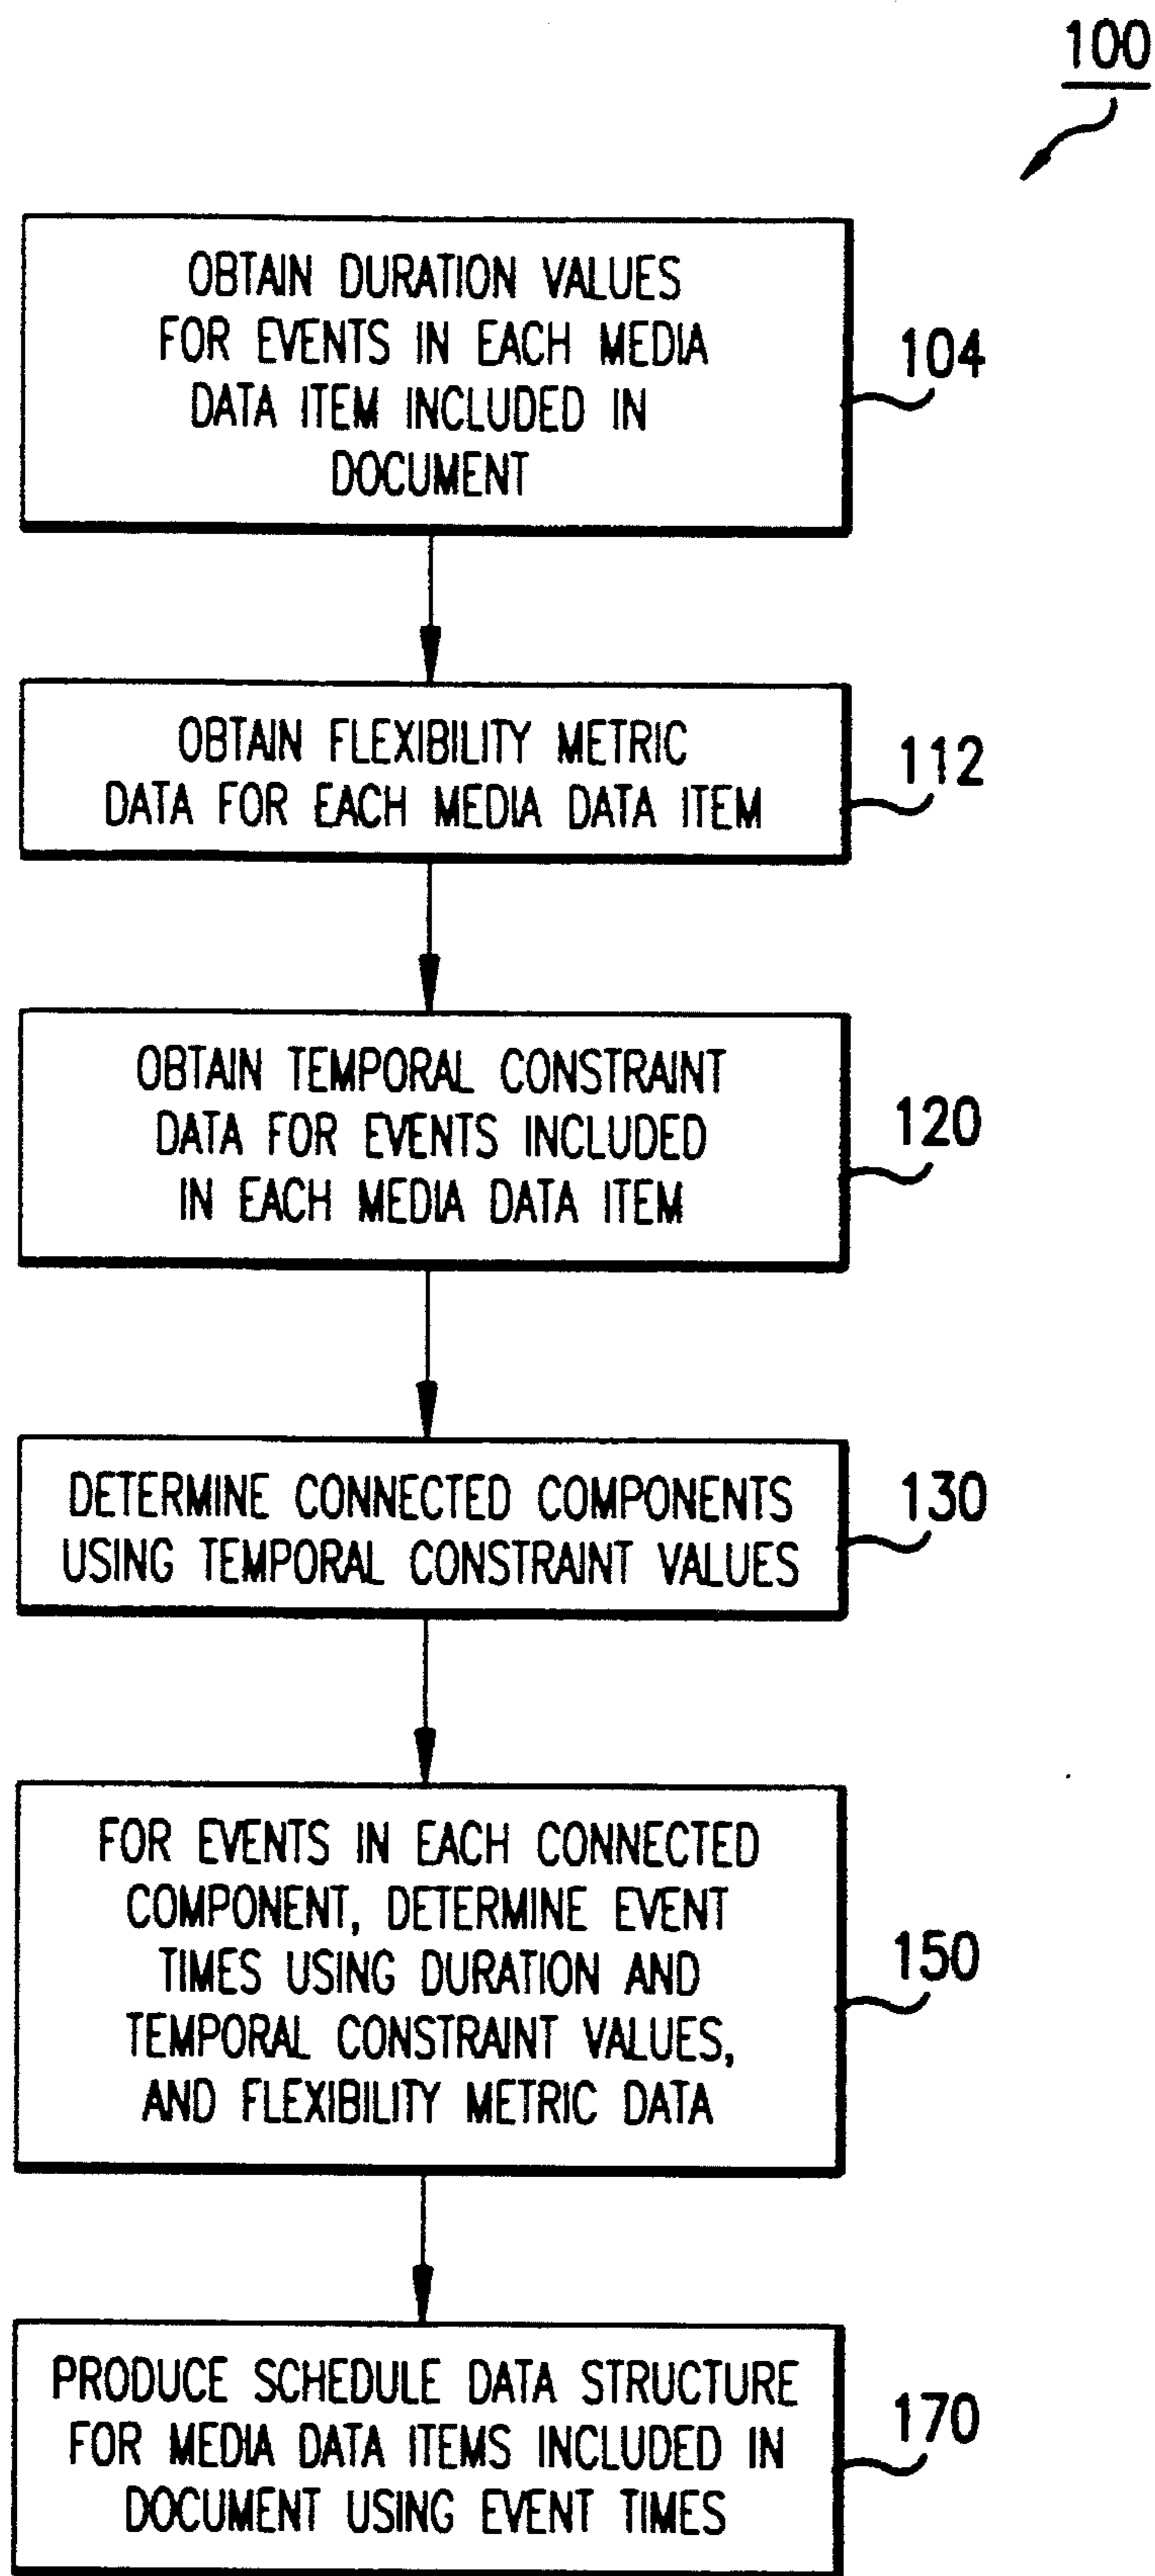 100
OBTAIN DURATION VALUES
FOR EVENTS IN EACH MEDIA
DATA ITEM INCLUDED IN
DOCUMENT
104
OBTAIN FLEXIBILITY METRIC
DATA FOR EACH MEDIA DATA ITEM
112
OBTAIN TEMPORAL CONSTRAINT
DATA FOR EVENTS INCLUDED
IN EACH MEDIA DATA ITEM
120
DETERMINE CONNECTED COMPONENTS
USING TEMPORAL CONSTRAINT VALUES
130
FOR EVENTS IN EACH CONNECTED
COMPONENT, DETERMINE EVENT
TIMES USING DURATION AND
TEMPORAL CONSTRAINT VALUES,
AND FLEXIBILITY METRIC DATA
150
PRODUCE SCHEDULE DATA STRUCTURE
FOR MEDIA DATA ITEMS INCLUDED IN
DOCUMENT USING EVENT TIMES
170